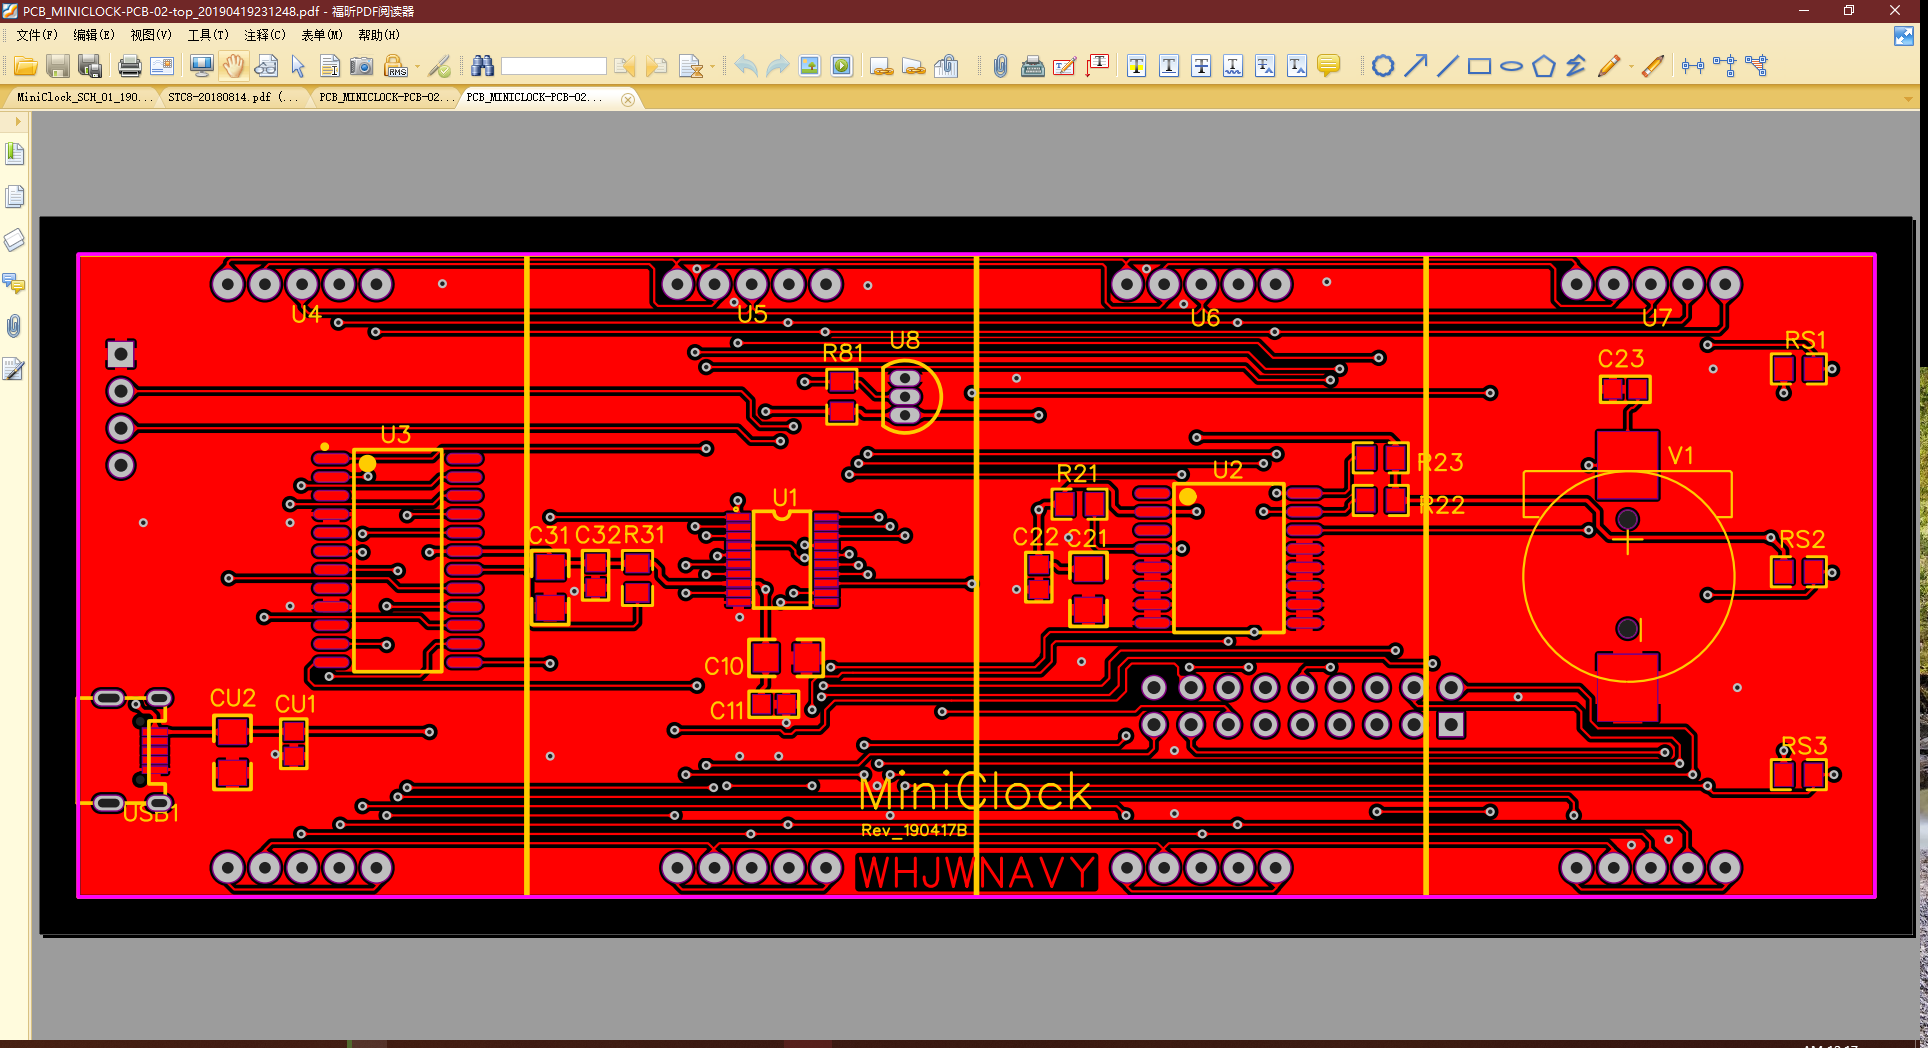 PCB_MINICLOCK-PCB-02-top_20190419231248.pdf - 福昕PDF阅读器
文件(F) 编辑(E) 视图(V) 工具(T) 注释(C) 表单(M) 帮助(H)
MiniClock_SCH_01_190... STC8-20180814.pdf (... PCB_MINICLOCK-PCB-02... PCB_MINICLOCK-PCB-02...
U4 U5 U6 U7
R81 U8 C23 RS1
U3 R21 U2 R23 V1
U1 R22
C31 C32 R31 C22 C21 RS2
C10
CU2 CU1 C11
USB1 RS3
MiniClock
Rev_190417B
WHJWNAVY